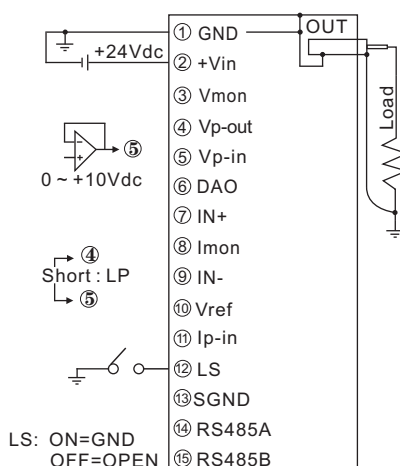 ① GND
OUT
+24Vdc
② +Vin
③ Vmon
④ Vp-out
⑤
⑤ Vp-in
0 ~ +10Vdc
⑥ DAO
⑦ IN+
Load
④
⑧ Imon
Short : LP
⑨ IN-
⑤
⑩ Vref
⑪ Ip-in
⑫ LS
⑬ SGND
LS: ON=GND
⑭ RS485A
OFF=OPEN
⑮ RS485B